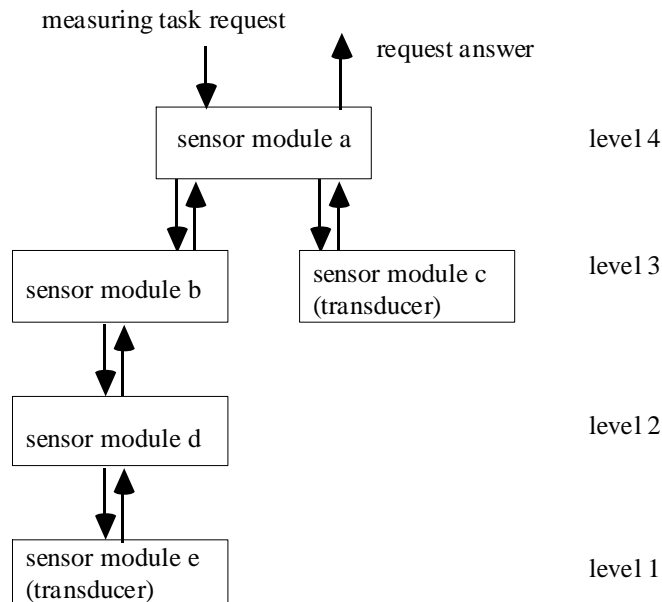 measuring task request
request answer
sensor module a
level 4
sensor module b
sensor module c
(transducer)
level 3
sensor module d
level 2
sensor module e
(transducer)
level 1